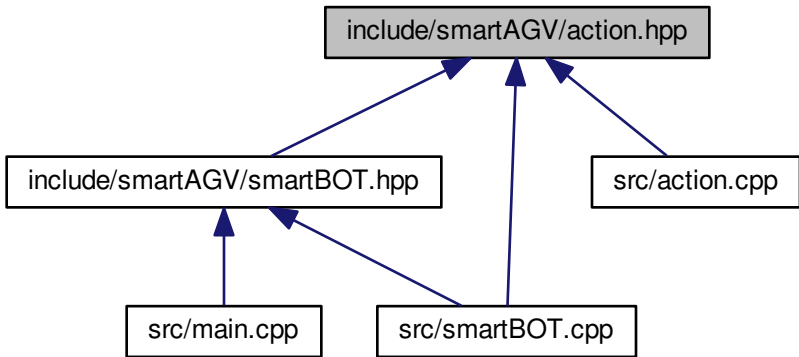 include/smartAGV/action.hpp
include/smartAGV/smartBOT.hpp
src/action.cpp
src/main.cpp
src/smartBOT.cpp